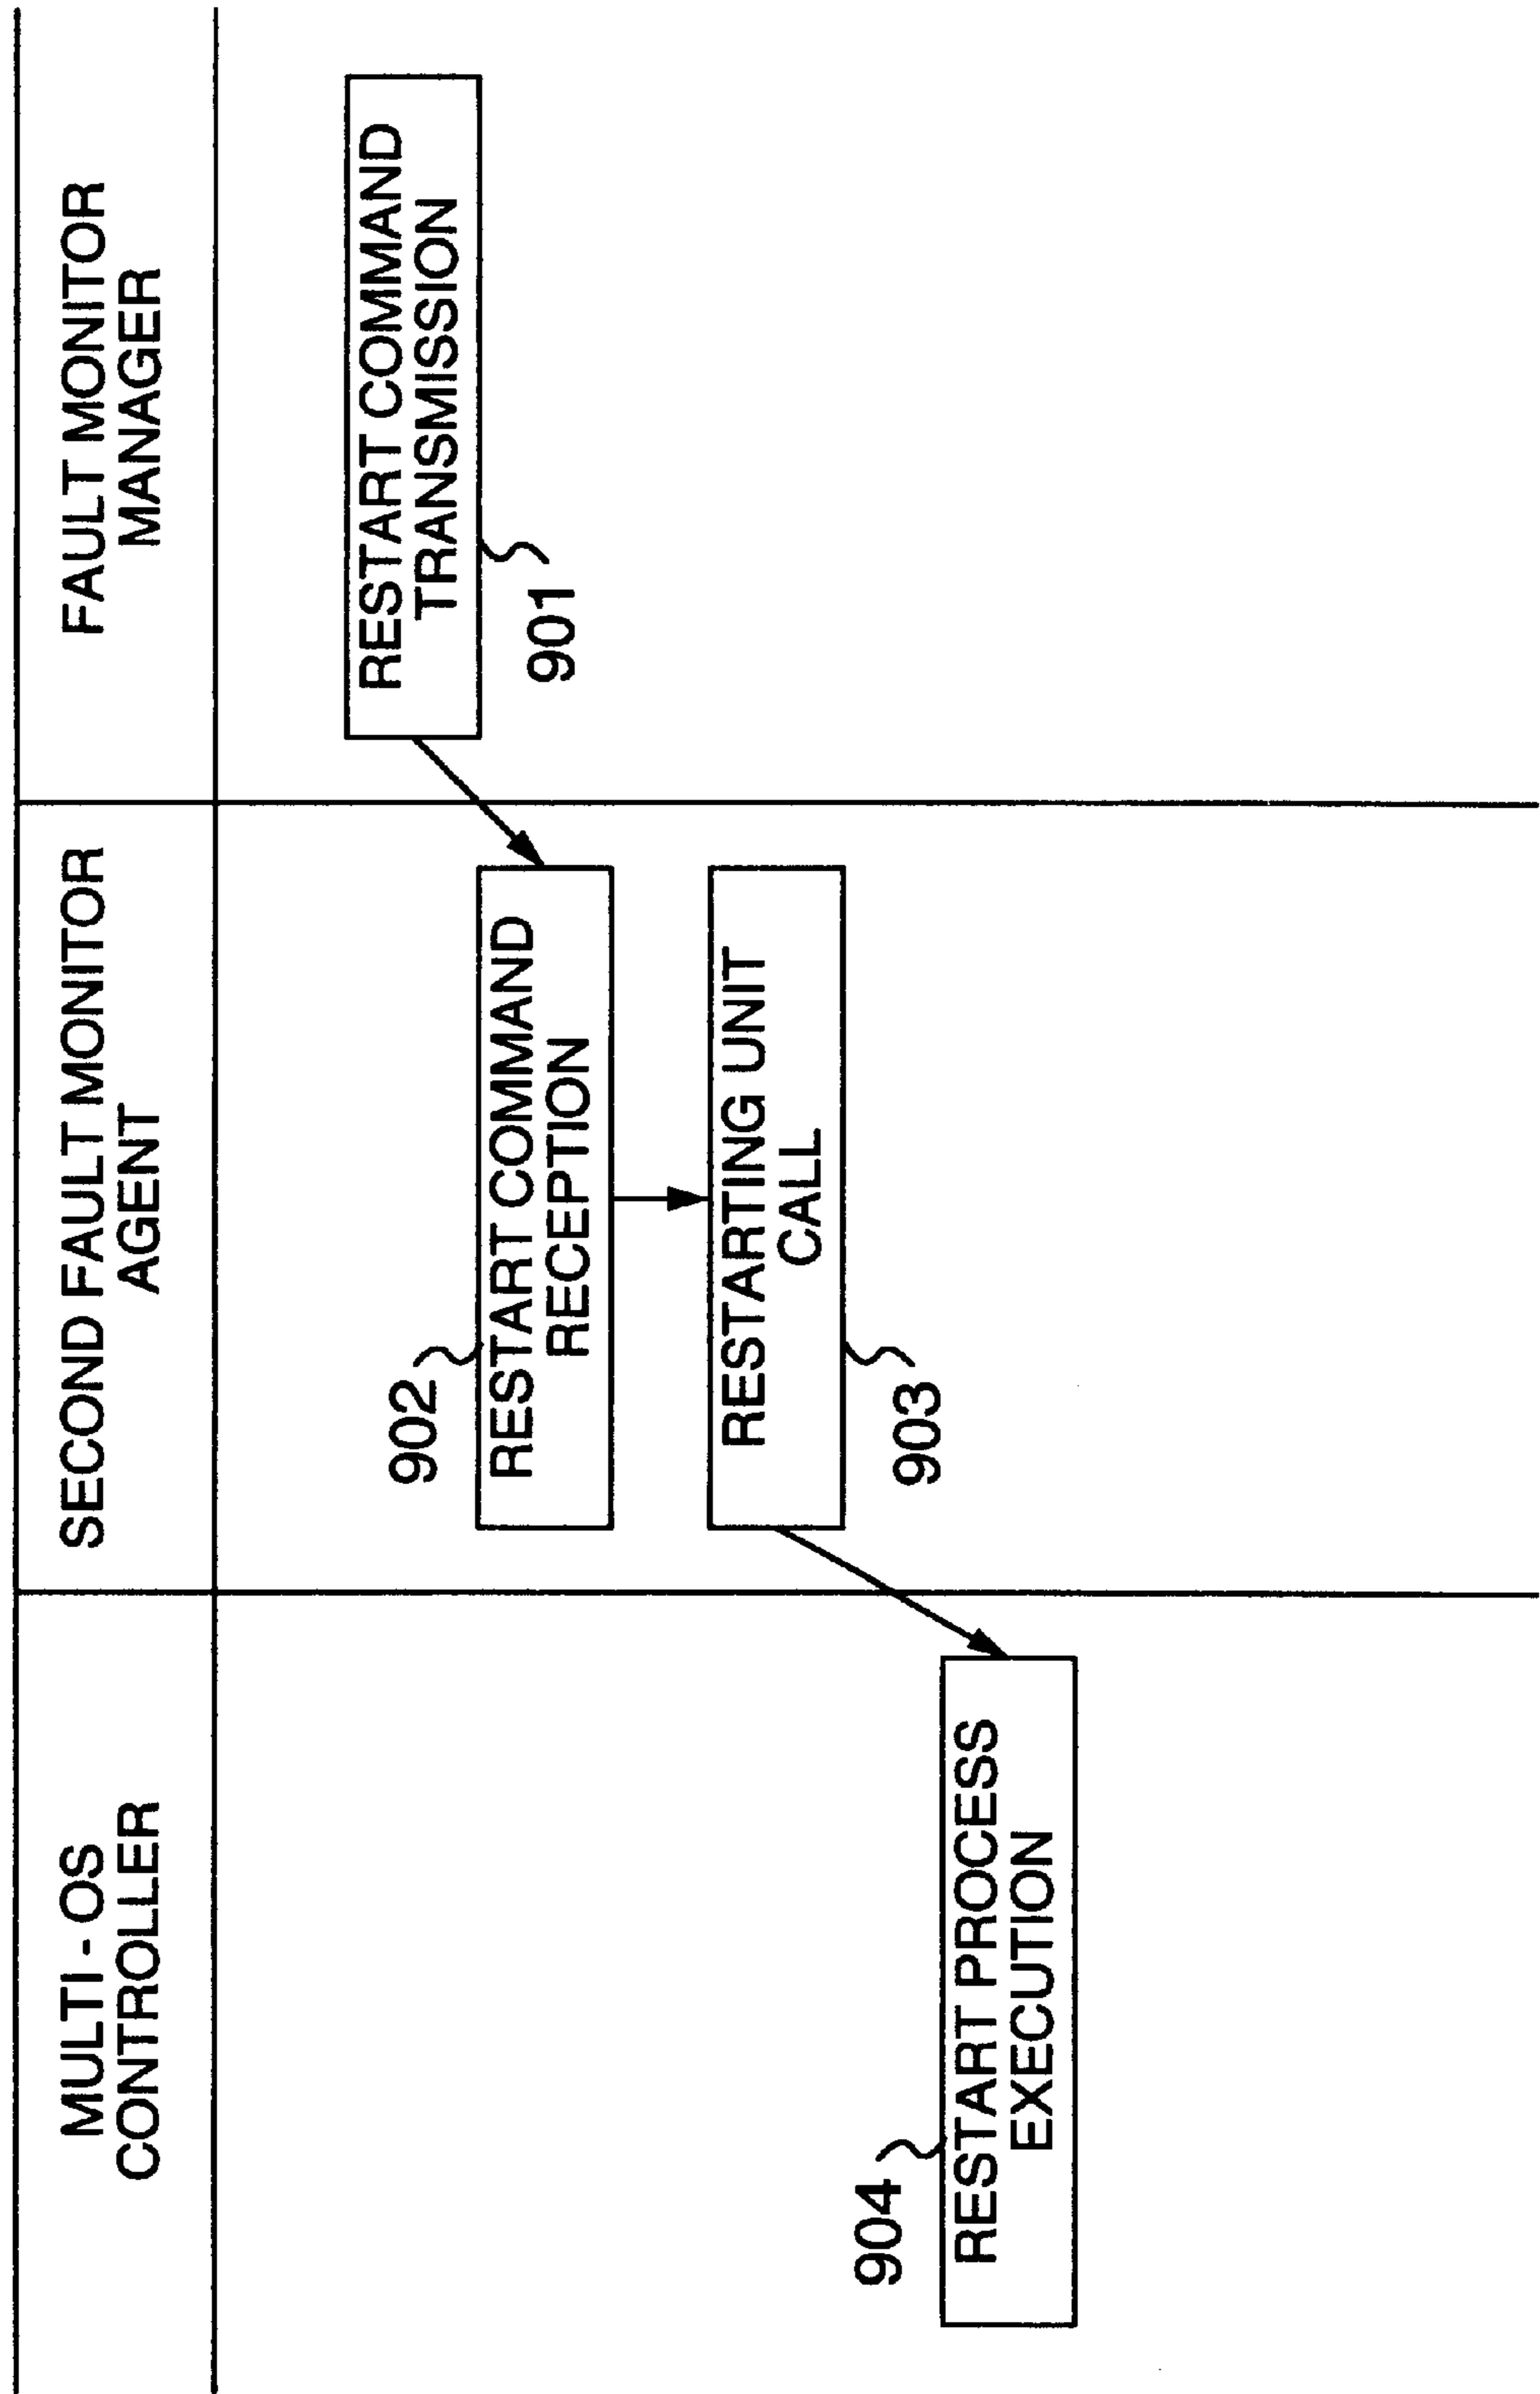 MULTI - OS
CONTROLLER
SECOND FAULT MONITOR
AGENT
FAULT MONITOR
MANAGER
RESTART COMMAND
TRANSMISSION
901
902
RESTART COMMAND
RECEPTION
RESTARTING UNIT
CALL
903
904
RESTART PROCESS
EXECUTION